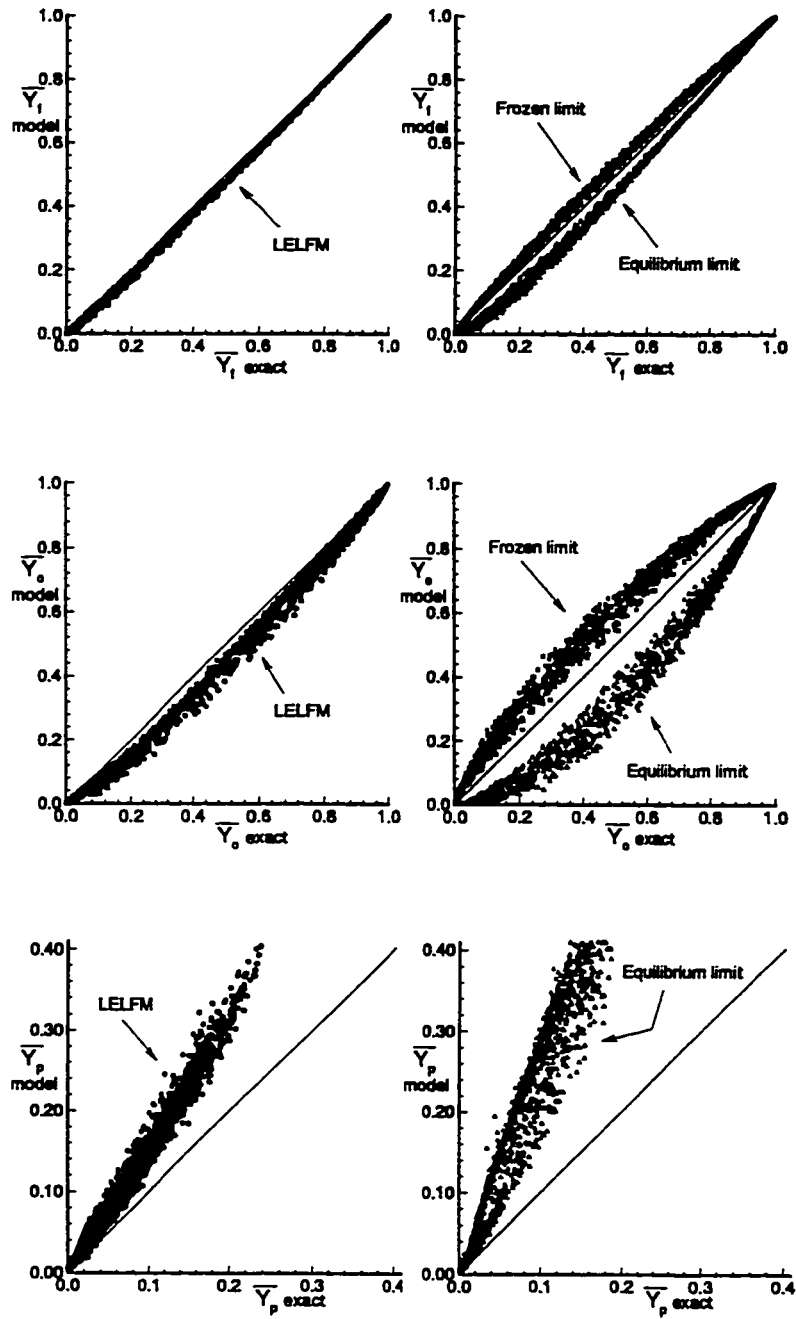 1.0
0.8
Y_f
model
0.6
0.4
LELFM
0.2
0.0
0.0 0.2 0.4 0.6 0.8 1.0
Y_f exact
1.0
0.8
Y_f
model
Frozen limit
0.6
0.4
Equilibrium limit
0.2
0.0
0.0 0.2 0.4 0.6 0.8 1.0
Y_f exact
1.0
0.8
Y_o
model
0.6
0.4
LELFM
0.2
0.0
0.0 0.2 0.4 0.6 0.8 1.0
Y_o exact
1.0
Frozen limit
0.8
Y_o
model
0.6
0.4
Equilibrium limit
0.2
0.0
0.0 0.2 0.4 0.6 0.8 1.0
Y_o exact
0.40
LELFM
0.30
Y_p
model
0.20
0.10
0.00
0.0 0.1 0.2 0.3 0.4
Y_p exact
0.40
Equilibrium limit
0.30
Y_p
model
0.20
0.10
0.00
0.0 0.1 0.2 0.3 0.4
Y_p exact